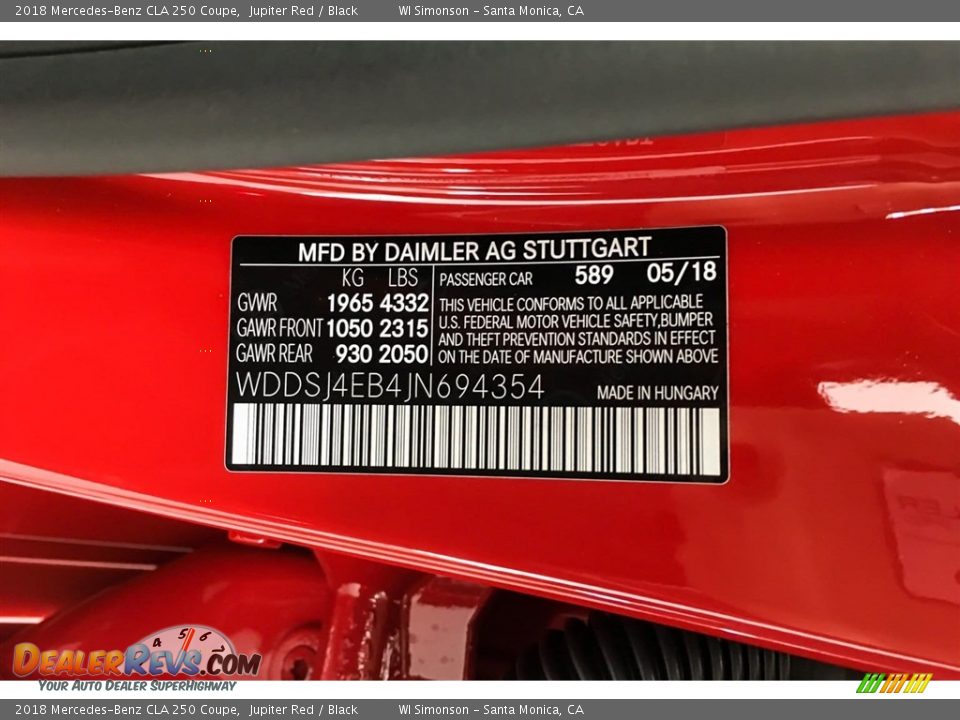 2018 Mercedes-Benz CLA 250 Coupe, Jupiter Red / Black WI Simonson - Santa Monica, CA
MFD BY DAIMLER AG STUTTGART
KG LBS PASSENGER CAR 589 05/18
GVWR 1965 4332
GAWR FRONT 1050 2315
GAWR REAR 930 2050
THIS VEHICLE CONFORMS TO ALL APPLICABLE
U.S. FEDERAL MOTOR VEHICLE SAFETY,BUMPER
AND THEFT PREVENTION STANDARDS IN EFFECT
ON THE DATE OF MANUFACTURE SHOWN ABOVE
WDDSJ4EB4JN694354 MADE IN HUNGARY
4 5 6
DEALERREVS.COM
YOUR AUTO DEALER SUPERHIGHWAY
2018 Mercedes-Benz CLA 250 Coupe, Jupiter Red / Black WI Simonson - Santa Monica, CA